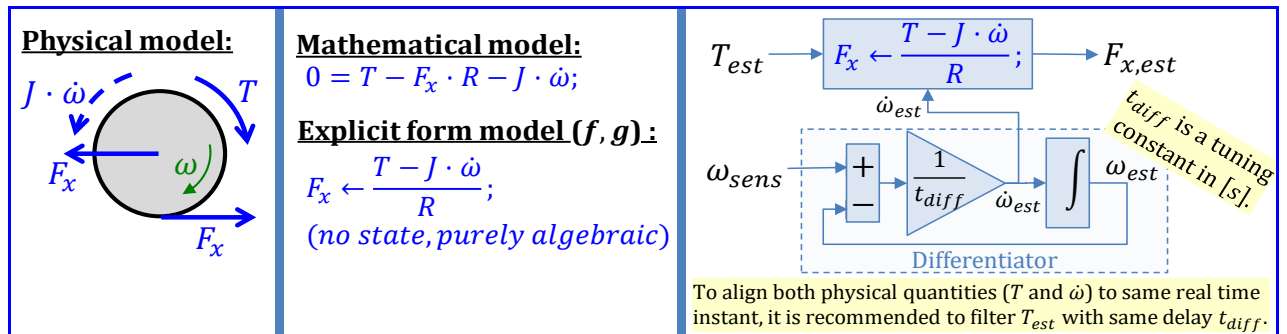 Physical model:
J · ω̇
T
ω
F_x
F_x
Mathematical model:
0 = T − F_x · R − J · ω̇;
Explicit form model (f, g) :
F_x ← (T − J · ω̇) / R ;
(no state, purely algebraic)
T_est
F_x ← (T − J · ω̇) / R ;
F_x,est
ω̇_est
t_diff is a tuning
constant in [s].
ω_sens
+
−
1 / t_diff
ω̇_est
∫
ω_est
Differentiator
To align both physical quantities (T and ω̇) to same real time
instant, it is recommended to filter T_est with same delay t_diff.